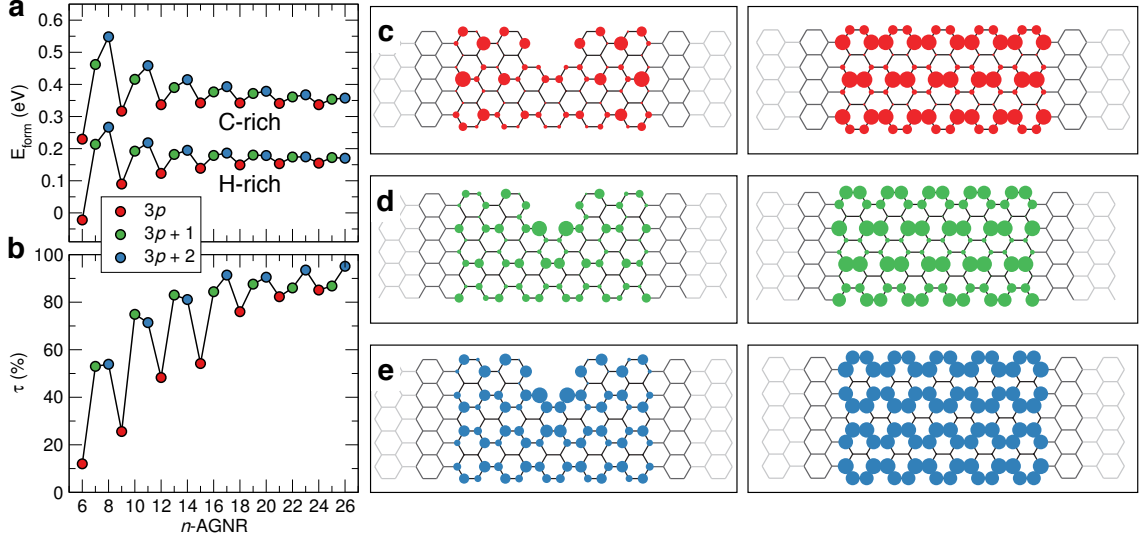 a
0.6
0.5
0.4
0.3
0.2
0.1
0
E_form (eV)
C-rich
H-rich
3p
3p + 1
3p + 2
b
100
80
60
40
20
0
τ (%)
6 8 10 12 14 16 18 20 22 24 26
n-AGNR
c
d
e